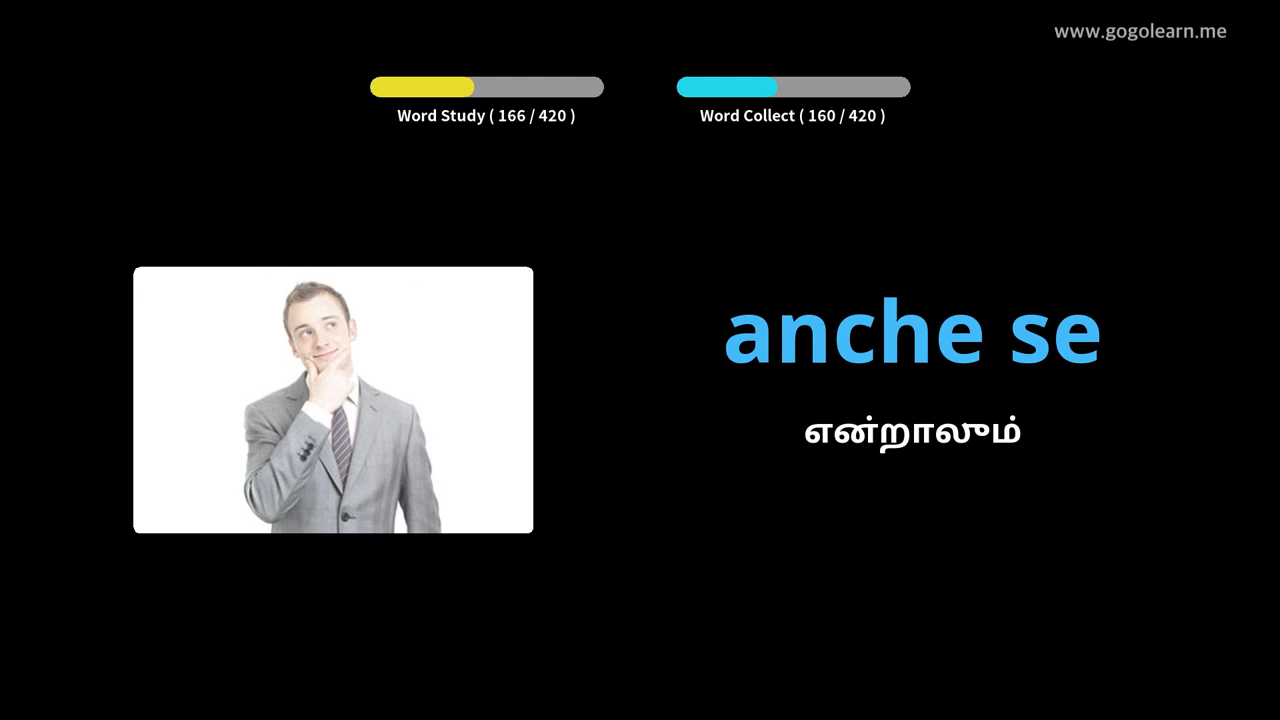 www.gogolearn.me
Word Study ( 166 / 420 )
Word Collect ( 160 / 420 )
anche se
என்றாலும்